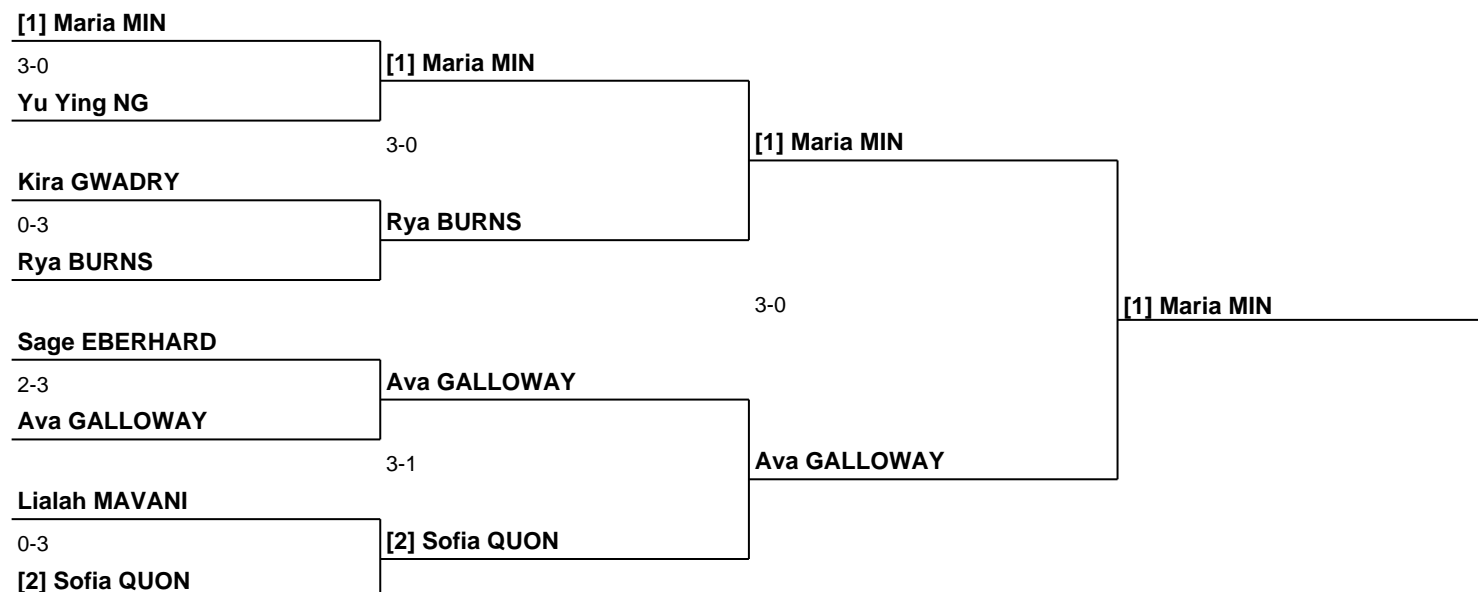 [1] Maria MIN
3-0
[1] Maria MIN
Yu Ying NG
3-0
[1] Maria MIN
Kira GWADRY
0-3
Rya BURNS
Rya BURNS
3-0
[1] Maria MIN
Sage EBERHARD
2-3
Ava GALLOWAY
Ava GALLOWAY
3-1
Ava GALLOWAY
Lialah MAVANI
0-3
[2] Sofia QUON
[2] Sofia QUON